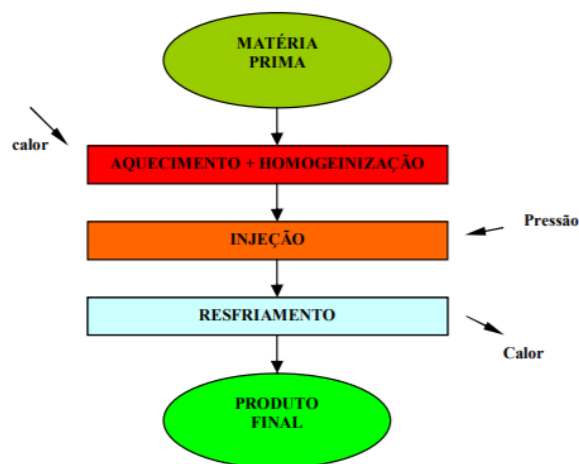 MATÉRIA
PRIMA
calor
AQUECIMENTO + HOMOGEINIZAÇÃO
Pressão
INJEÇÃO
RESFRIAMENTO
Calor
PRODUTO
FINAL